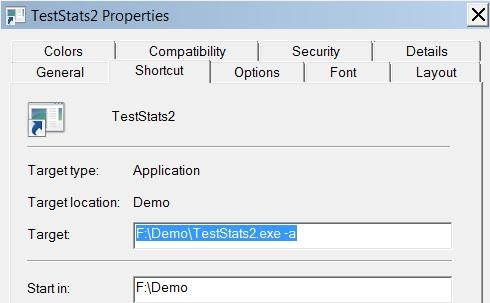 TestStats2 Properties
Colors Compatibility Security Details
General Shortcut Options Font Layout
TestStats2
Target type: Application
Target location: Demo
Target: F:\Demo\TestStats2.exe -a
Start in: F:\Demo